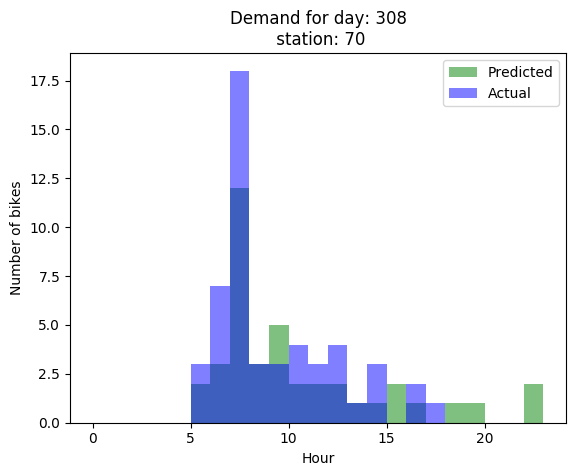 Demand for day: 308
station: 70
Predicted
Actual
17.5
15.0
12.5
10.0
7.5
5.0
2.5
0.0
Number of bikes
0 5 10 15 20
Hour